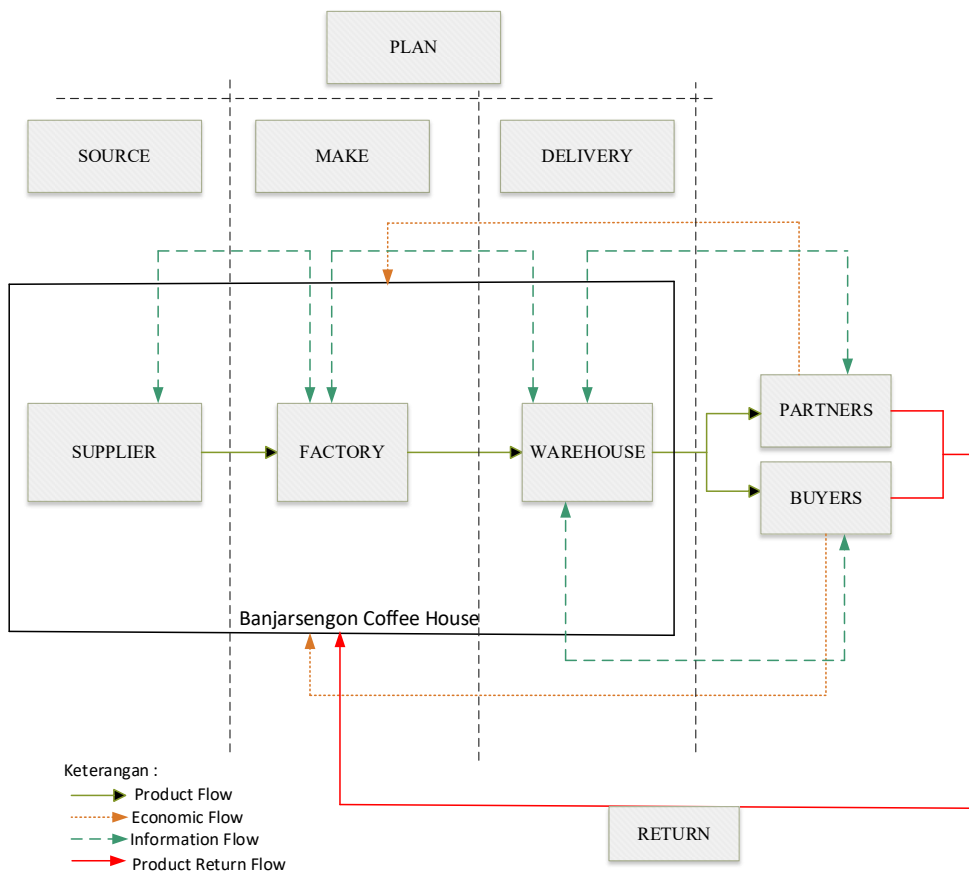 PLAN
SOURCE
MAKE
DELIVERY
SUPPLIER
FACTORY
WAREHOUSE
PARTNERS
BUYERS
Banjarsengon Coffee House
Keterangan :
Product Flow
Economic Flow
Information Flow
Product Return Flow
RETURN